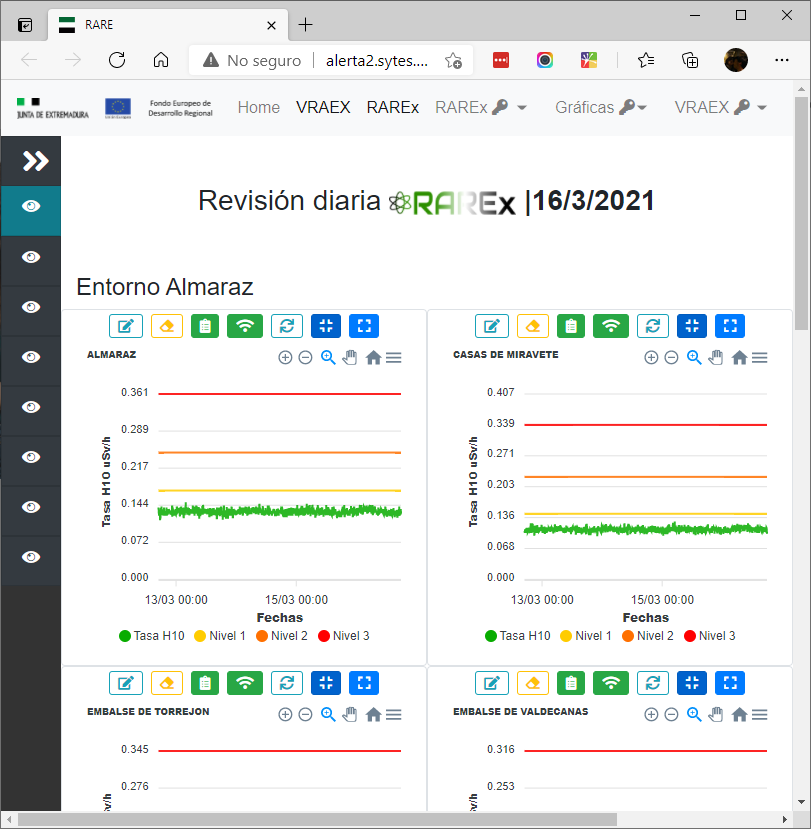 RARE
No seguro
alerta2.sytes....
JUNTA DE EXTREMADURA
Fondo Europeo de
Desarrollo Regional
Home VRAEX RAREx RAREx Gráficas VRAEX
Revisión diaria RAREx |16/3/2021
Entorno Almaraz
ALMARAZ
0.361
0.289
0.217
0.144
0.072
0.000
Tasa H10 uSv/h
13/03 00:00 15/03 00:00
Fechas
Tasa H10 Nivel 1 Nivel 2 Nivel 3
CASAS DE MIRAVETE
0.407
0.339
0.271
0.203
0.136
0.068
0.000
Tasa H10 uSv/h
13/03 00:00 15/03 00:00
Fechas
Tasa H10 Nivel 1 Nivel 2 Nivel 3
EMBALSE DE TORREJON
0.345
0.276
Sv/h
EMBALSE DE VALDECANAS
0.316
0.253
Sv/h